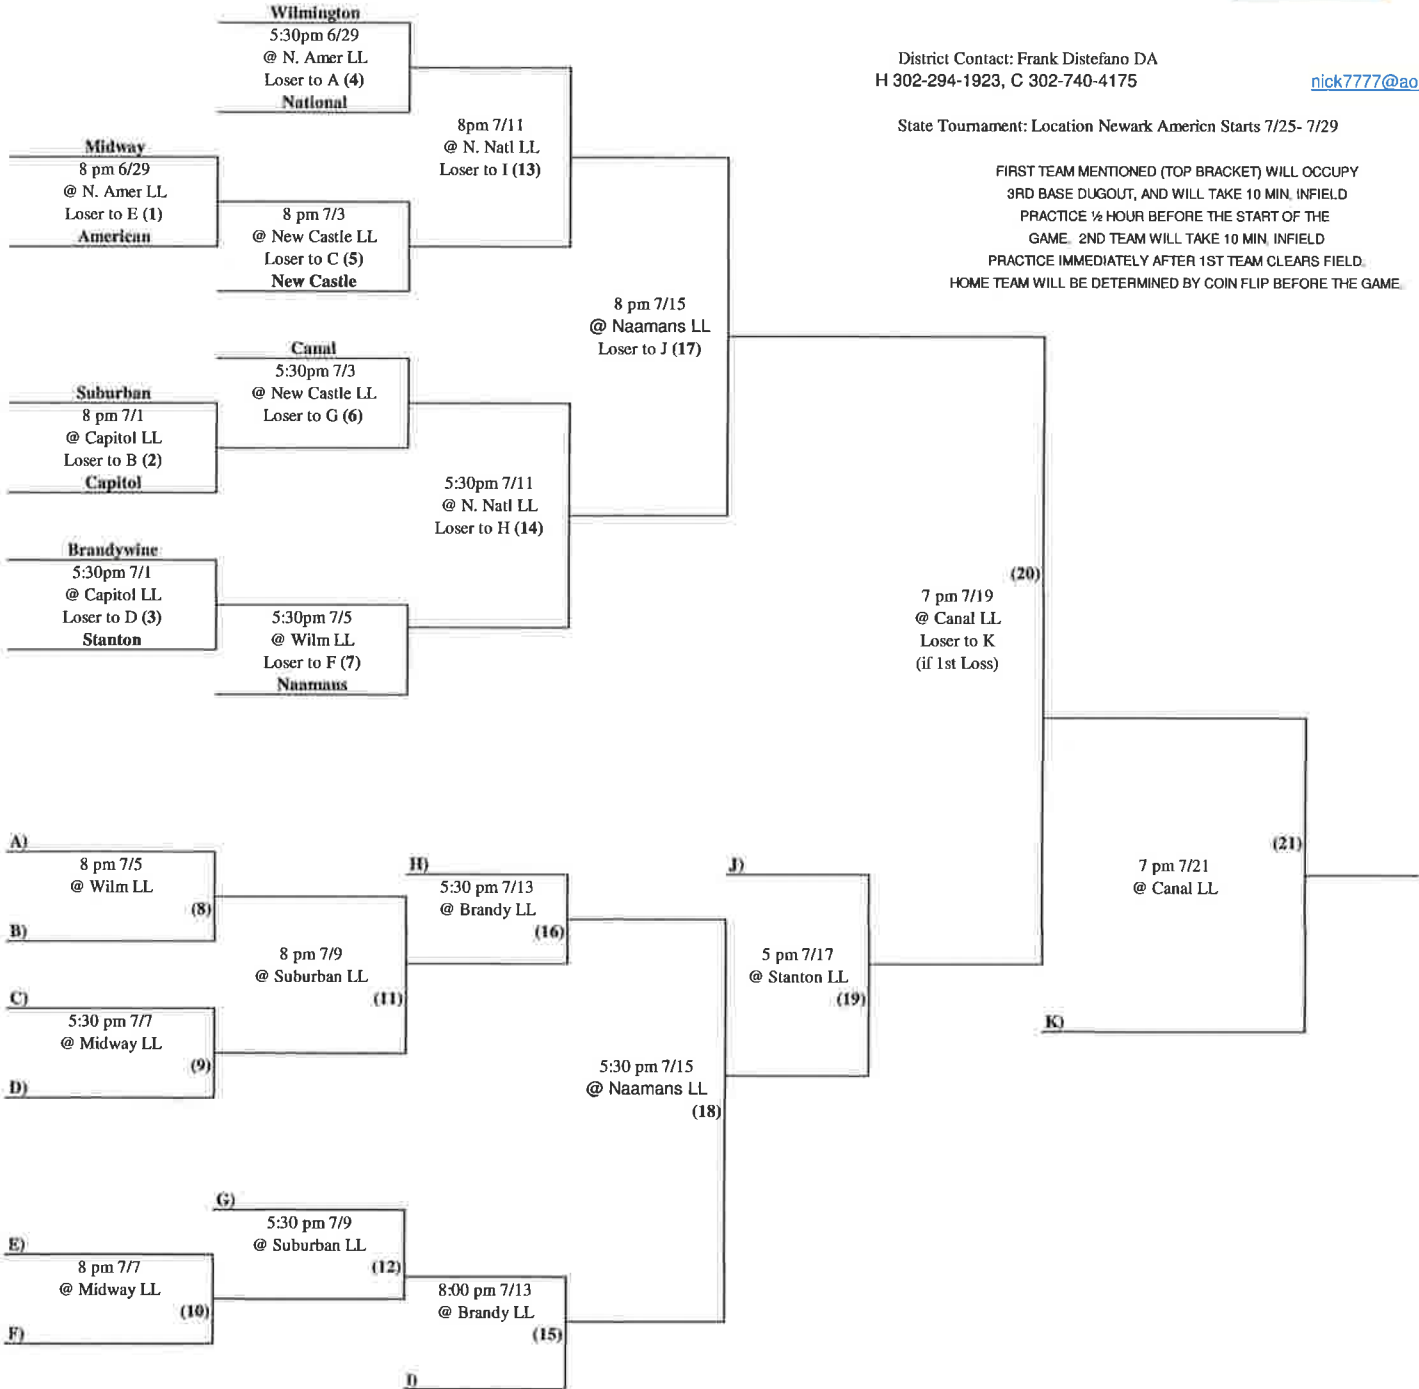 Wilmington
5:30pm 6/29
@ N. Amer LL
Loser to A (4)
National
District Contact: Frank Distefano DA
H 302-294-1923, C 302-740-4175
nick7777@ao
State Tournament: Location Newark Americn Starts 7/25- 7/29
FIRST TEAM MENTIONED (TOP BRACKET) WILL OCCUPY
3RD BASE DUGOUT, AND WILL TAKE 10 MIN. INFIELD
PRACTICE ½ HOUR BEFORE THE START OF THE
GAME. 2ND TEAM WILL TAKE 10 MIN. INFIELD
PRACTICE IMMEDIATELY AFTER 1ST TEAM CLEARS FIELD.
HOME TEAM WILL BE DETERMINED BY COIN FLIP BEFORE THE GAME.
8pm 7/11
@ N. Natl LL
Loser to I (13)
Midway
8 pm 6/29
@ N. Amer LL
Loser to E (1)
American
8 pm 7/3
@ New Castle LL
Loser to C (5)
New Castle
8 pm 7/15
@ Naamans LL
Loser to J (17)
Canal
5:30pm 7/3
@ New Castle LL
Loser to G (6)
Suburban
8 pm 7/1
@ Capitol LL
Loser to B (2)
Capitol
5:30pm 7/11
@ N. Natl LL
Loser to H (14)
Brandywine
5:30pm 7/1
@ Capitol LL
Loser to D (3)
Stanton
5:30pm 7/5
@ Wilm LL
Loser to F (7)
Naamans
(20)
7 pm 7/19
@ Canal LL
Loser to K
(if 1st Loss)
A)
8 pm 7/5
@ Wilm LL
(8)
B)
H)
5:30 pm 7/13
@ Brandy LL
(16)
J)
(21)
7 pm 7/21
@ Canal LL
8 pm 7/9
@ Suburban LL
(11)
5 pm 7/17
@ Stanton LL
(19)
C)
5:30 pm 7/7
@ Midway LL
(9)
D)
K)
5:30 pm 7/15
@ Naamans LL
(18)
G)
5:30 pm 7/9
@ Suburban LL
(12)
E)
8 pm 7/7
@ Midway LL
(10)
F)
8:00 pm 7/13
@ Brandy LL
(15)
I)